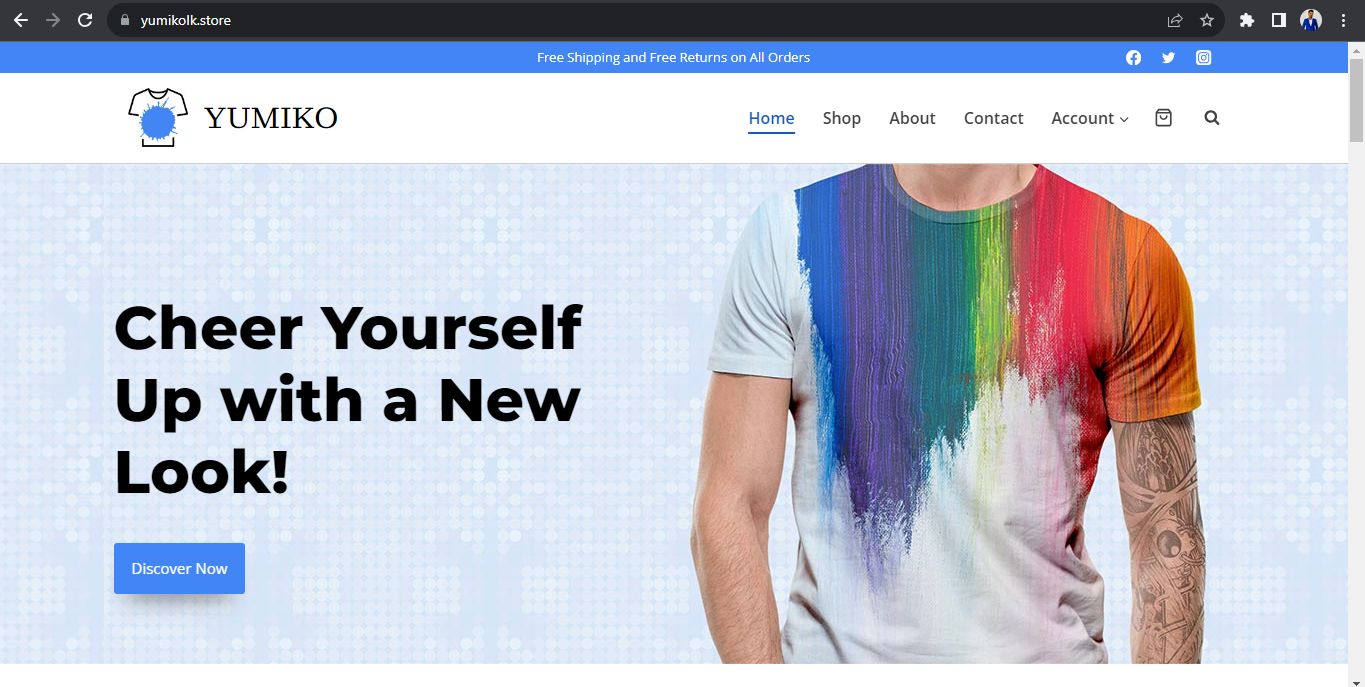 yumikolk.store
Free Shipping and Free Returns on All Orders
YUMIKO
Home Shop About Contact Account
Cheer Yourself
Up with a New
Look!
Discover Now